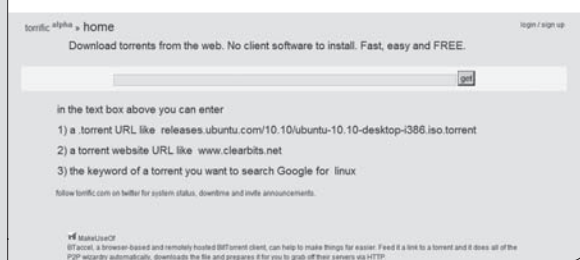 torrific alpha » home
login / sign up
Download torrents from the web. No client software to install. Fast, easy and FREE.
get
in the text box above you can enter
1) a .torrent URL like releases.ubuntu.com/10.10/ubuntu-10.10-desktop-i386.iso.torrent
2) a torrent website URL like www.clearbits.net
3) the keyword of a torrent you want to search Google for linux
follow torrific.com on twitter for system status, downtime and invite announcements.
MakeUseOf
BTaccel, a browser-based and remotely hosted BitTorrent client, can help to make things far easier. Feed it a link to a torrent and it does all of the
P2P wizardry automatically, downloads the file and prepares it for you to grab off their servers via HTTP.